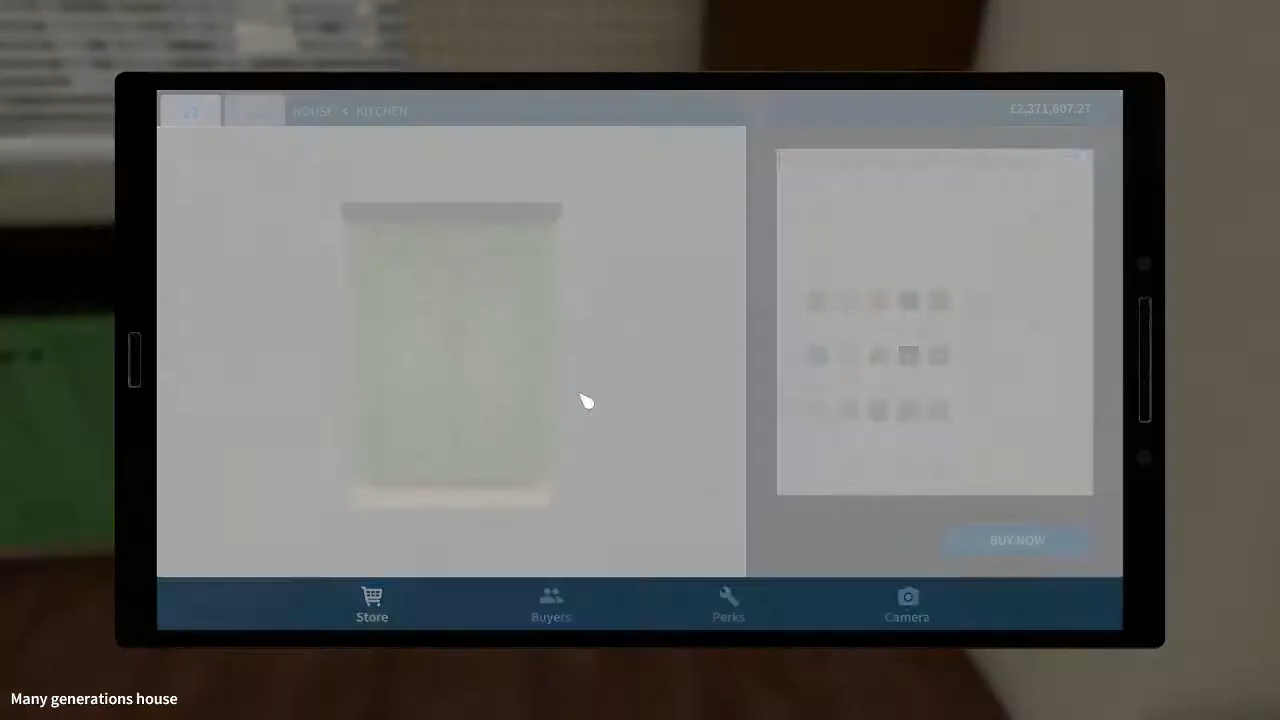 HOUSE < KITCHEN
£2,371,607.27
BUY NOW
Store
Buyers
Perks
Camera
Many generations house